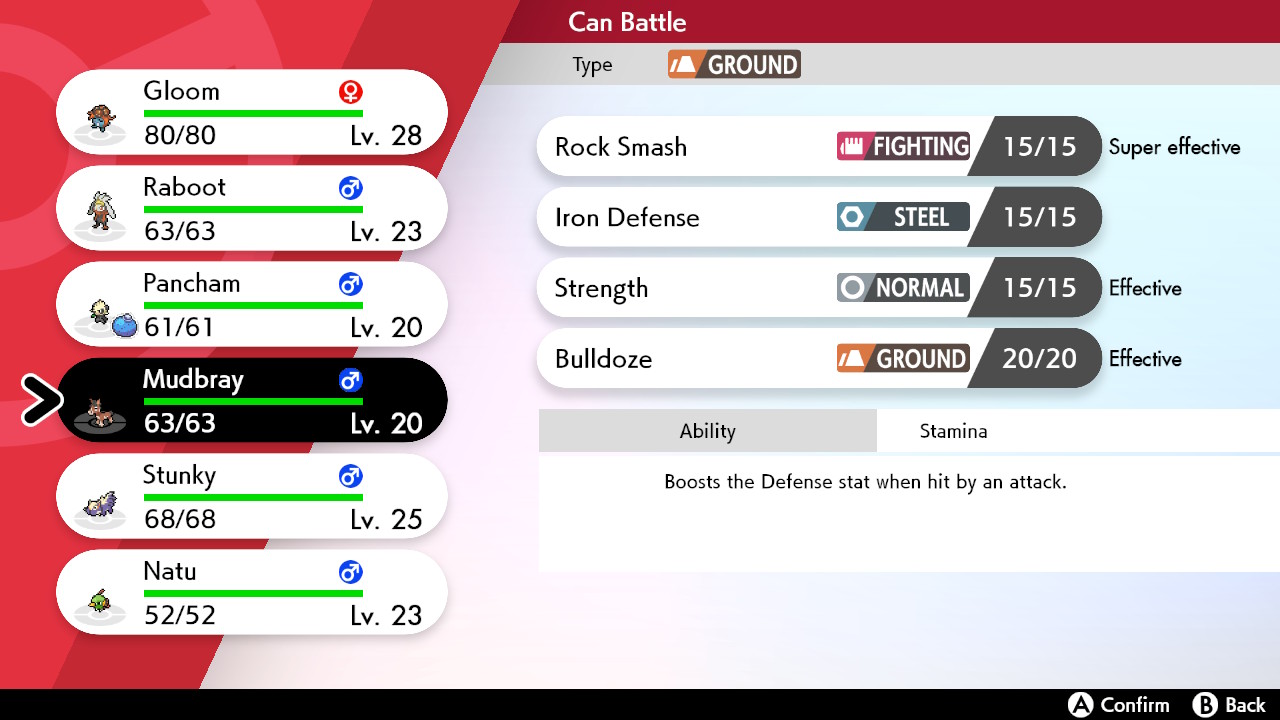 Can Battle
Type GROUND
Gloom ♀
80/80 Lv. 28
Raboot ♂
63/63 Lv. 23
Pancham ♂
61/61 Lv. 20
Mudbray ♂
63/63 Lv. 20
Stunky ♂
68/68 Lv. 25
Natu ♂
52/52 Lv. 23
Rock Smash FIGHTING 15/15 Super effective
Iron Defense STEEL 15/15
Strength NORMAL 15/15 Effective
Bulldoze GROUND 20/20 Effective
Ability Stamina
Boosts the Defense stat when hit by an attack.
A Confirm B Back